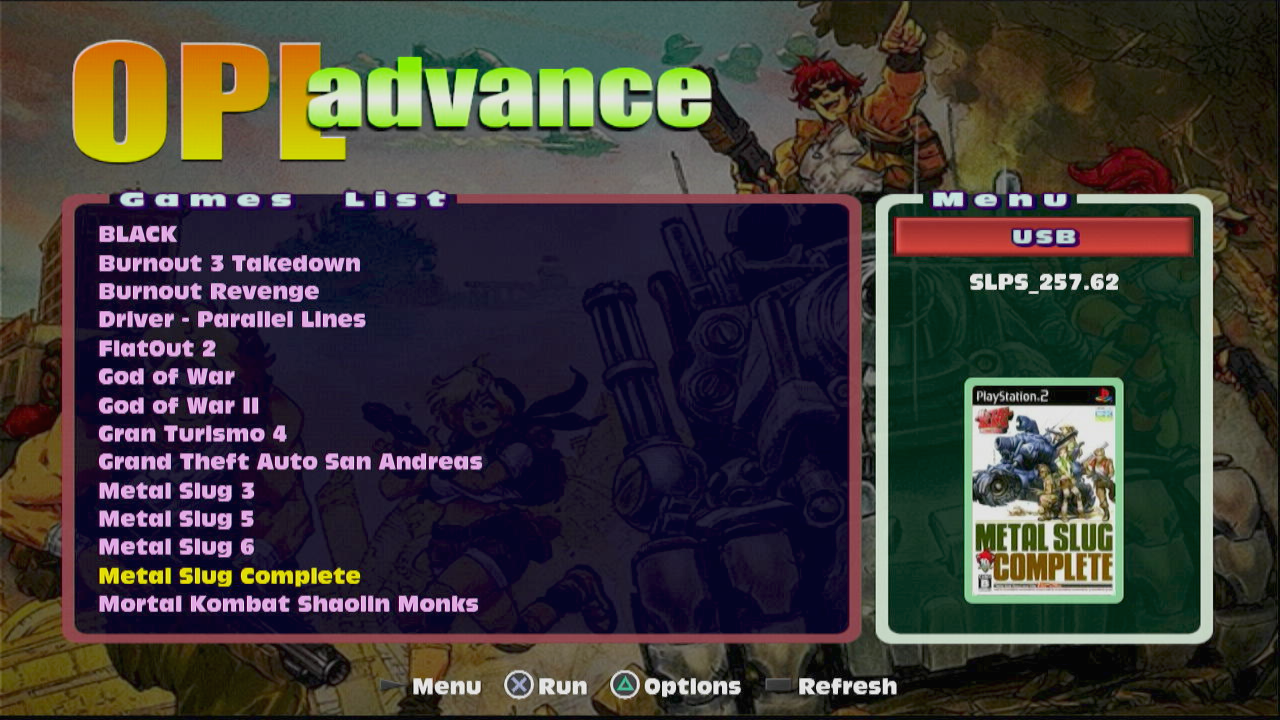 OPL advance
Games List
BLACK
Burnout 3 Takedown
Burnout Revenge
Driver - Parallel Lines
FlatOut 2
God of War
God of War II
Gran Turismo 4
Grand Theft Auto San Andreas
Metal Slug 3
Metal Slug 5
Metal Slug 6
Metal Slug Complete
Mortal Kombat Shaolin Monks
Menu
USB
SLPS_257.62
PlayStation.2
METAL SLUG
COMPLETE
Menu Run Options Refresh